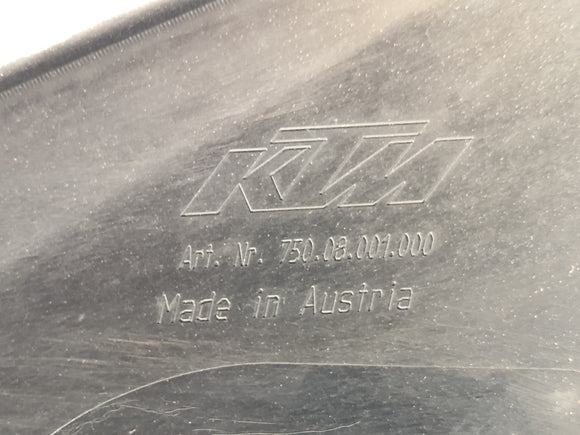 KTM
Art. Nr. 750.08.001.000
Made in Austria